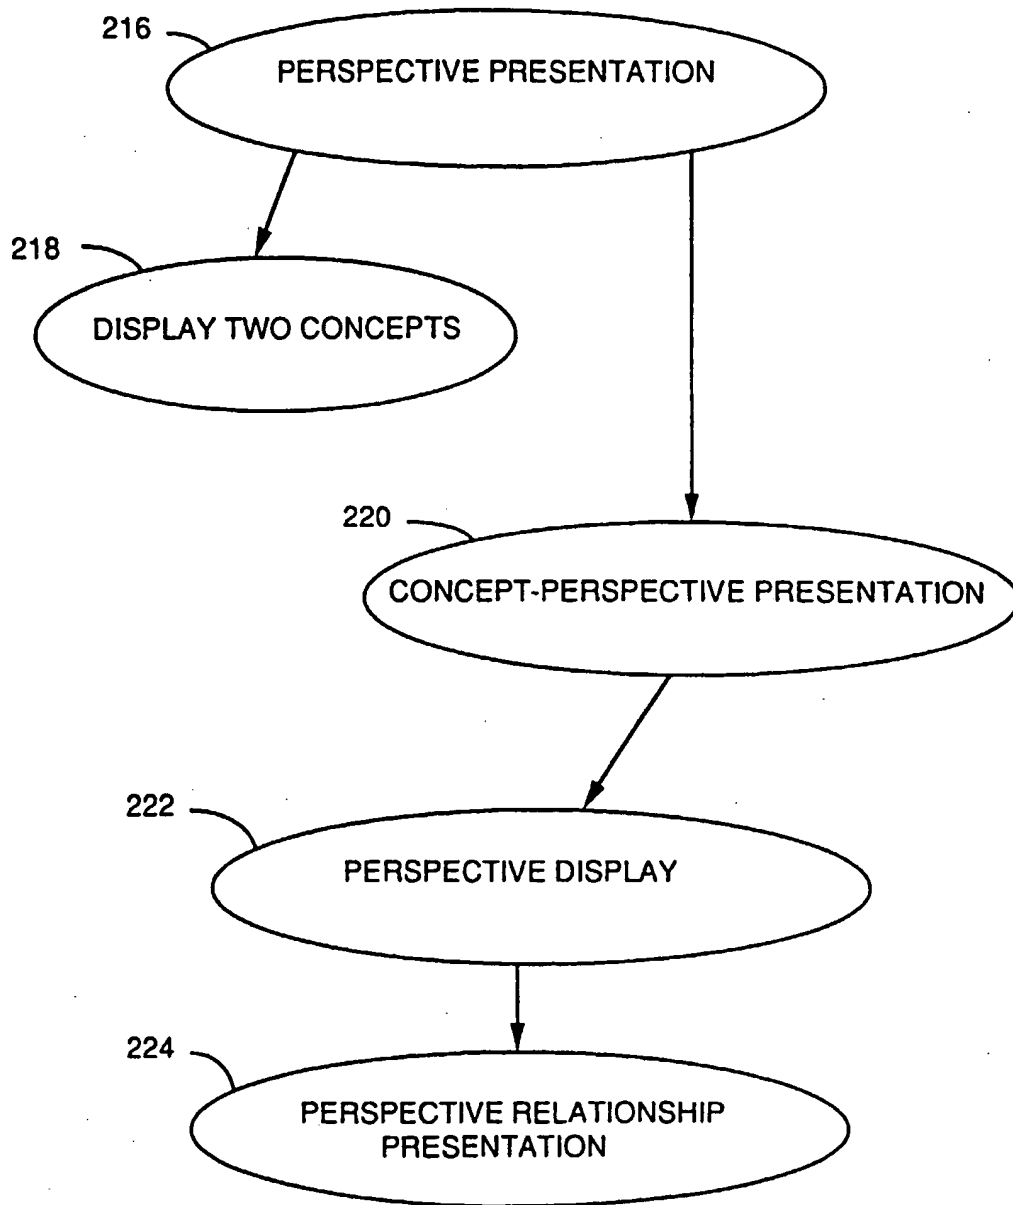 216
PERSPECTIVE PRESENTATION
218
DISPLAY TWO CONCEPTS
220
CONCEPT-PERSPECTIVE PRESENTATION
222
PERSPECTIVE DISPLAY
224
PERSPECTIVE RELATIONSHIP
PRESENTATION